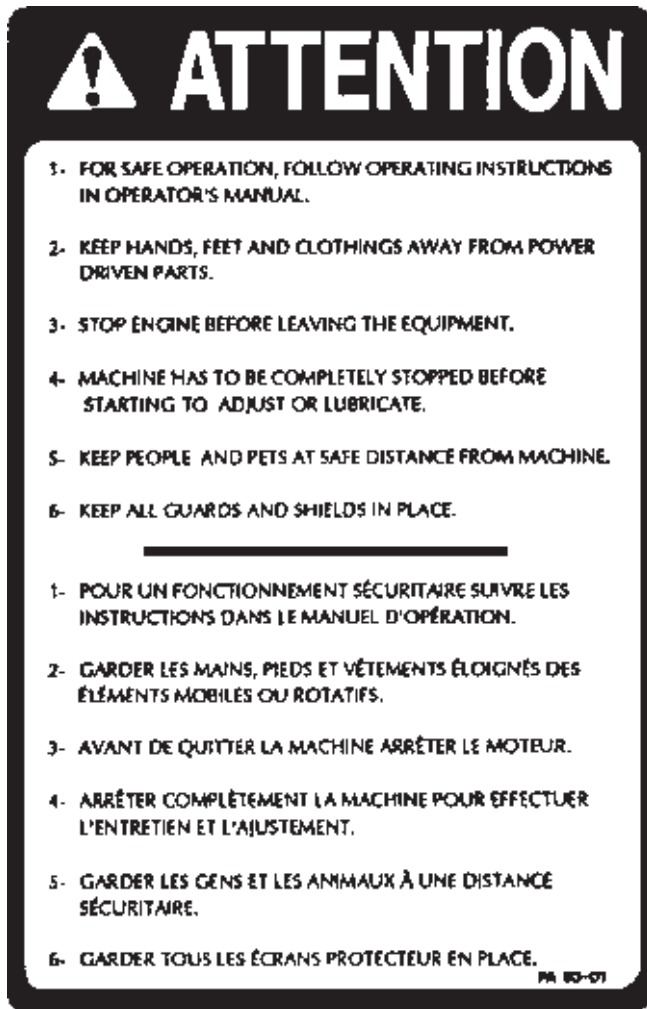 ATTENTION
1- FOR SAFE OPERATION, FOLLOW OPERATING INSTRUCTIONS
IN OPERATOR'S MANUAL.
2- KEEP HANDS, FEET AND CLOTHINGS AWAY FROM POWER
DRIVEN PARTS.
3- STOP ENGINE BEFORE LEAVING THE EQUIPMENT.
4- MACHINE HAS TO BE COMPLETELY STOPPED BEFORE
STARTING TO ADJUST OR LUBRICATE.
5- KEEP PEOPLE AND PETS AT SAFE DISTANCE FROM MACHINE.
6- KEEP ALL GUARDS AND SHIELDS IN PLACE.
1- POUR UN FONCTIONNEMENT SÉCURITAIRE SUIVRE LES
INSTRUCTIONS DANS LE MANUEL D'OPÉRATION.
2- GARDER LES MAINS, PIEDS ET VÊTEMENTS ÉLOIGNÉS DES
ÉLÉMENTS MOBILES OU ROTATIFS.
3- AVANT DE QUITTER LA MACHINE ARRÊTER LE MOTEUR.
4- ARRÊTER COMPLÈTEMENT LA MACHINE POUR EFFECTUER
L'ENTRETIEN ET L'AJUSTEMENT.
5- GARDER LES GENS ET LES ANIMAUX À UNE DISTANCE
SÉCURITAIRE.
6- GARDER TOUS LES ÉCRANS PROTECTEUR EN PLACE.
PA